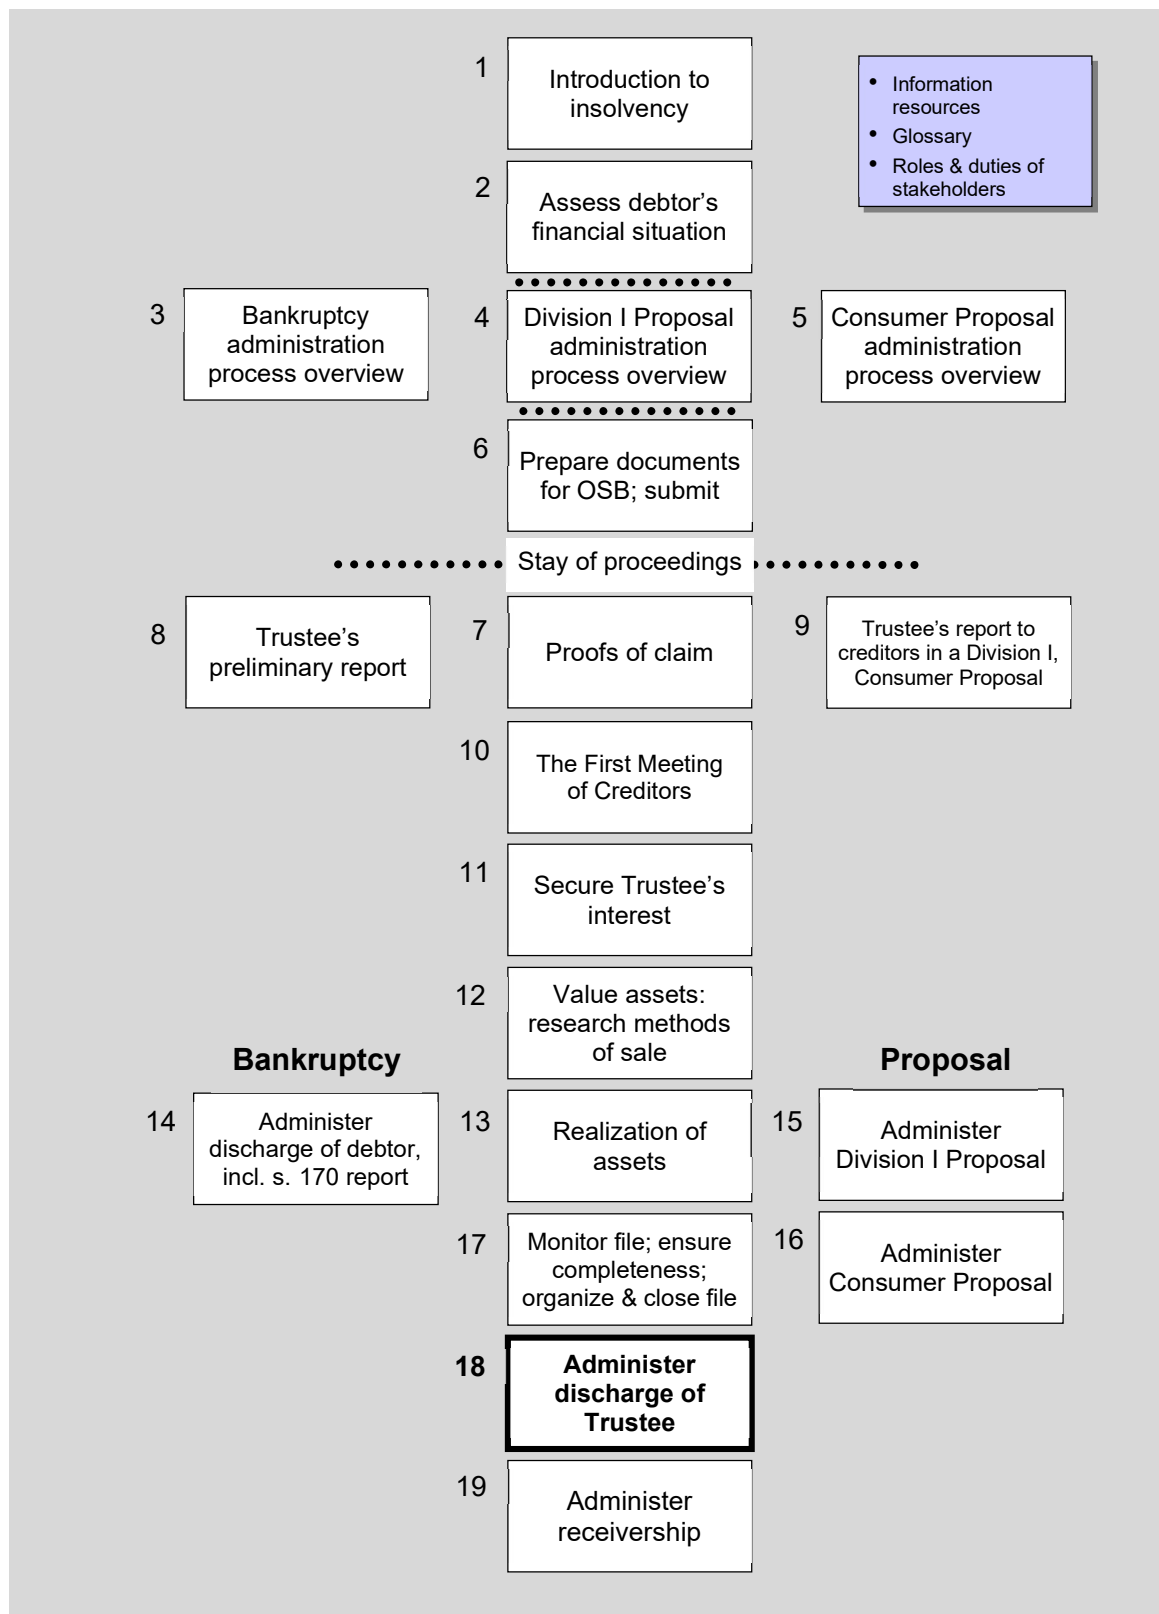 1
Introduction to
insolvency
• Information
resources
• Glossary
• Roles & duties of
stakeholders
2
Assess debtor’s
financial situation
3
Bankruptcy
administration
process overview
4
Division I Proposal
administration
process overview
5
Consumer Proposal
administration
process overview
6
Prepare documents
for OSB; submit
Stay of proceedings
8
Trustee’s
preliminary report
7
Proofs of claim
9
Trustee’s report to
creditors in a Division I,
Consumer Proposal
10
The First Meeting
of Creditors
11
Secure Trustee’s
interest
12
Value assets:
research methods
of sale
Bankruptcy
Proposal
14
Administer
discharge of debtor,
incl. s. 170 report
13
Realization of
assets
15
Administer
Division I Proposal
17
Monitor file; ensure
completeness;
organize & close file
16
Administer
Consumer Proposal
18
Administer
discharge of
Trustee
19
Administer
receivership